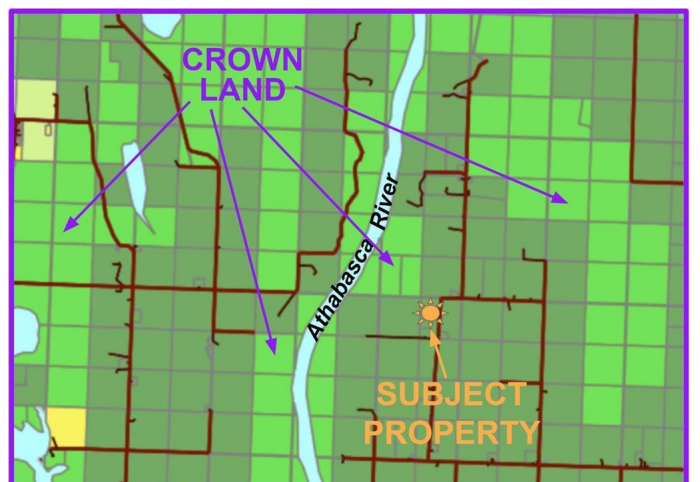 CROWN
LAND
Athabasca River
SUBJECT
PROPERTY